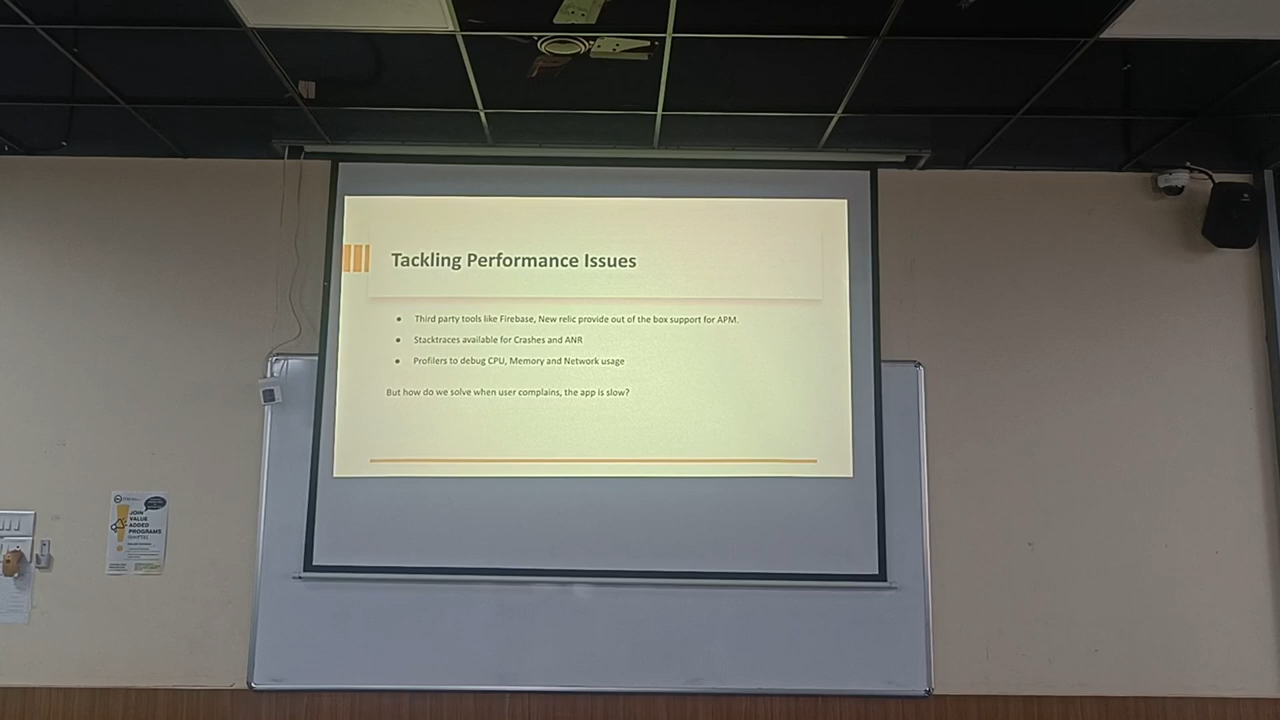 Tackling Performance Issues
● Third party tools like Firebase, New relic provide out of the box support for APM.
● Stacktraces available for Crashes and ANR
● Profilers to debug CPU, Memory and Network usage
But how do we solve when user complains, the app is slow?
JOIN
VALUE
ADDED
PROGRAMS